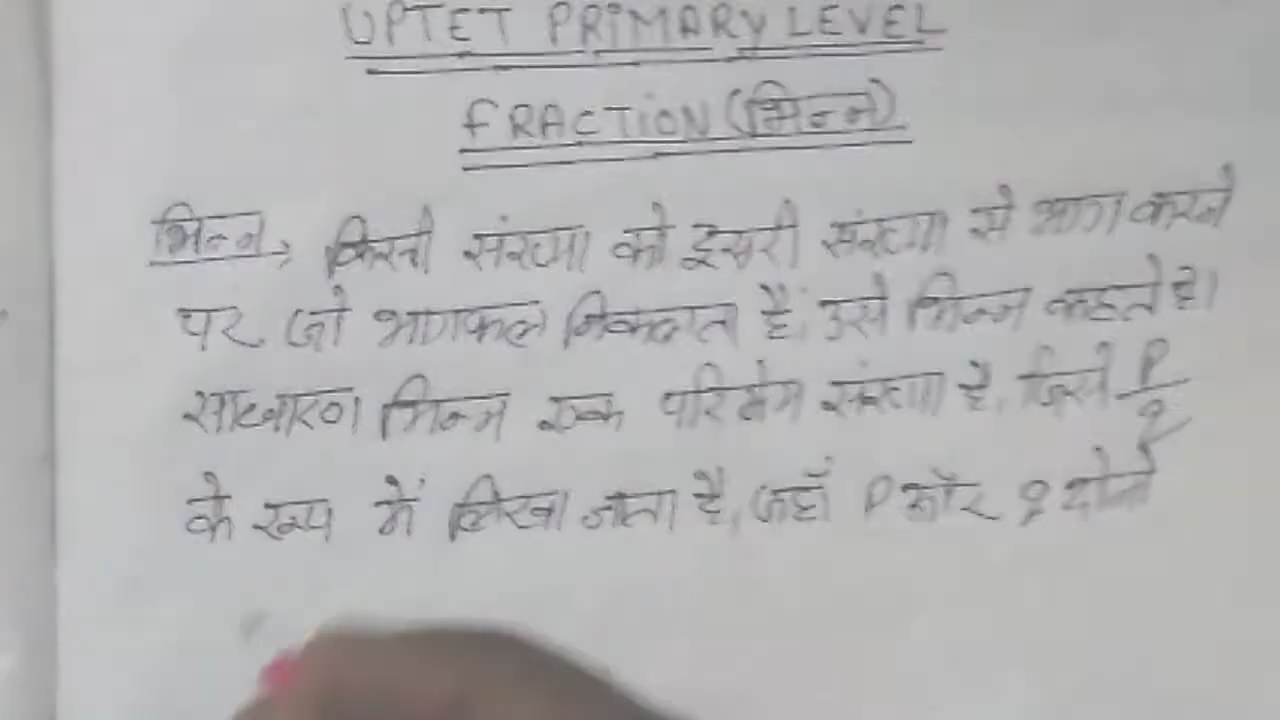 UPTET PRIMARY LEVEL
FRACTION (भिन्न)
भिन्न, किसी संख्या को दूसरी संख्या से भाग करने
पर जो भागफल निकलता है, उसे भिन्न कहते है।
साधारण भिन्न एक परिमेय संख्या है, जिसे P/q
के रूप में लिखा जाता है, जहाँ P और q दोनो